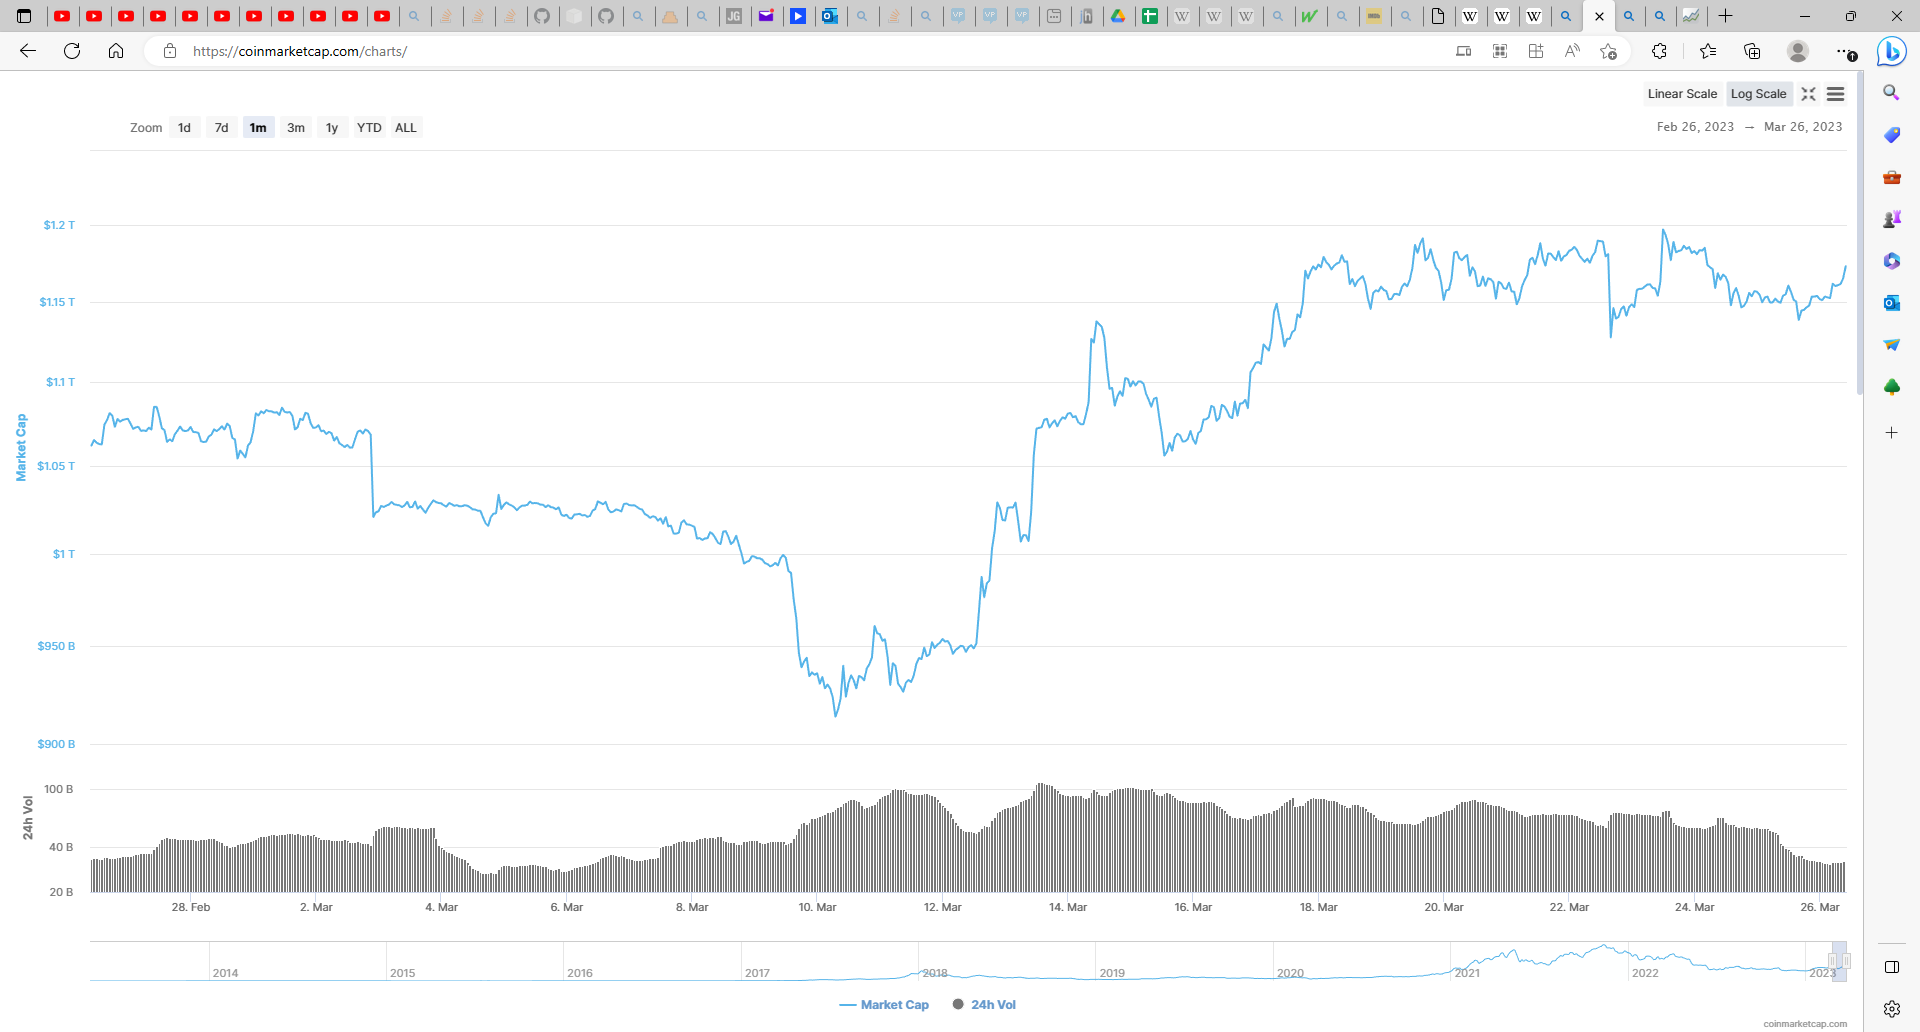 https://coinmarketcap.com/charts/
Linear Scale
Log Scale
Zoom 1d 7d 1m 3m 1y YTD ALL
Feb 26, 2023 → Mar 26, 2023
$1.2 T
$1.15 T
$1.1 T
$1.05 T
$1 T
$950 B
$900 B
Market Cap
100 B
40 B
20 B
24h Vol
28. Feb 2. Mar 4. Mar 6. Mar 8. Mar 10. Mar 12. Mar 14. Mar 16. Mar 18. Mar 20. Mar 22. Mar 24. Mar 26. Mar
2014 2015 2016 2017 2018 2019 2020 2021 2022 2023
Market Cap 24h Vol
coinmarketcap.com